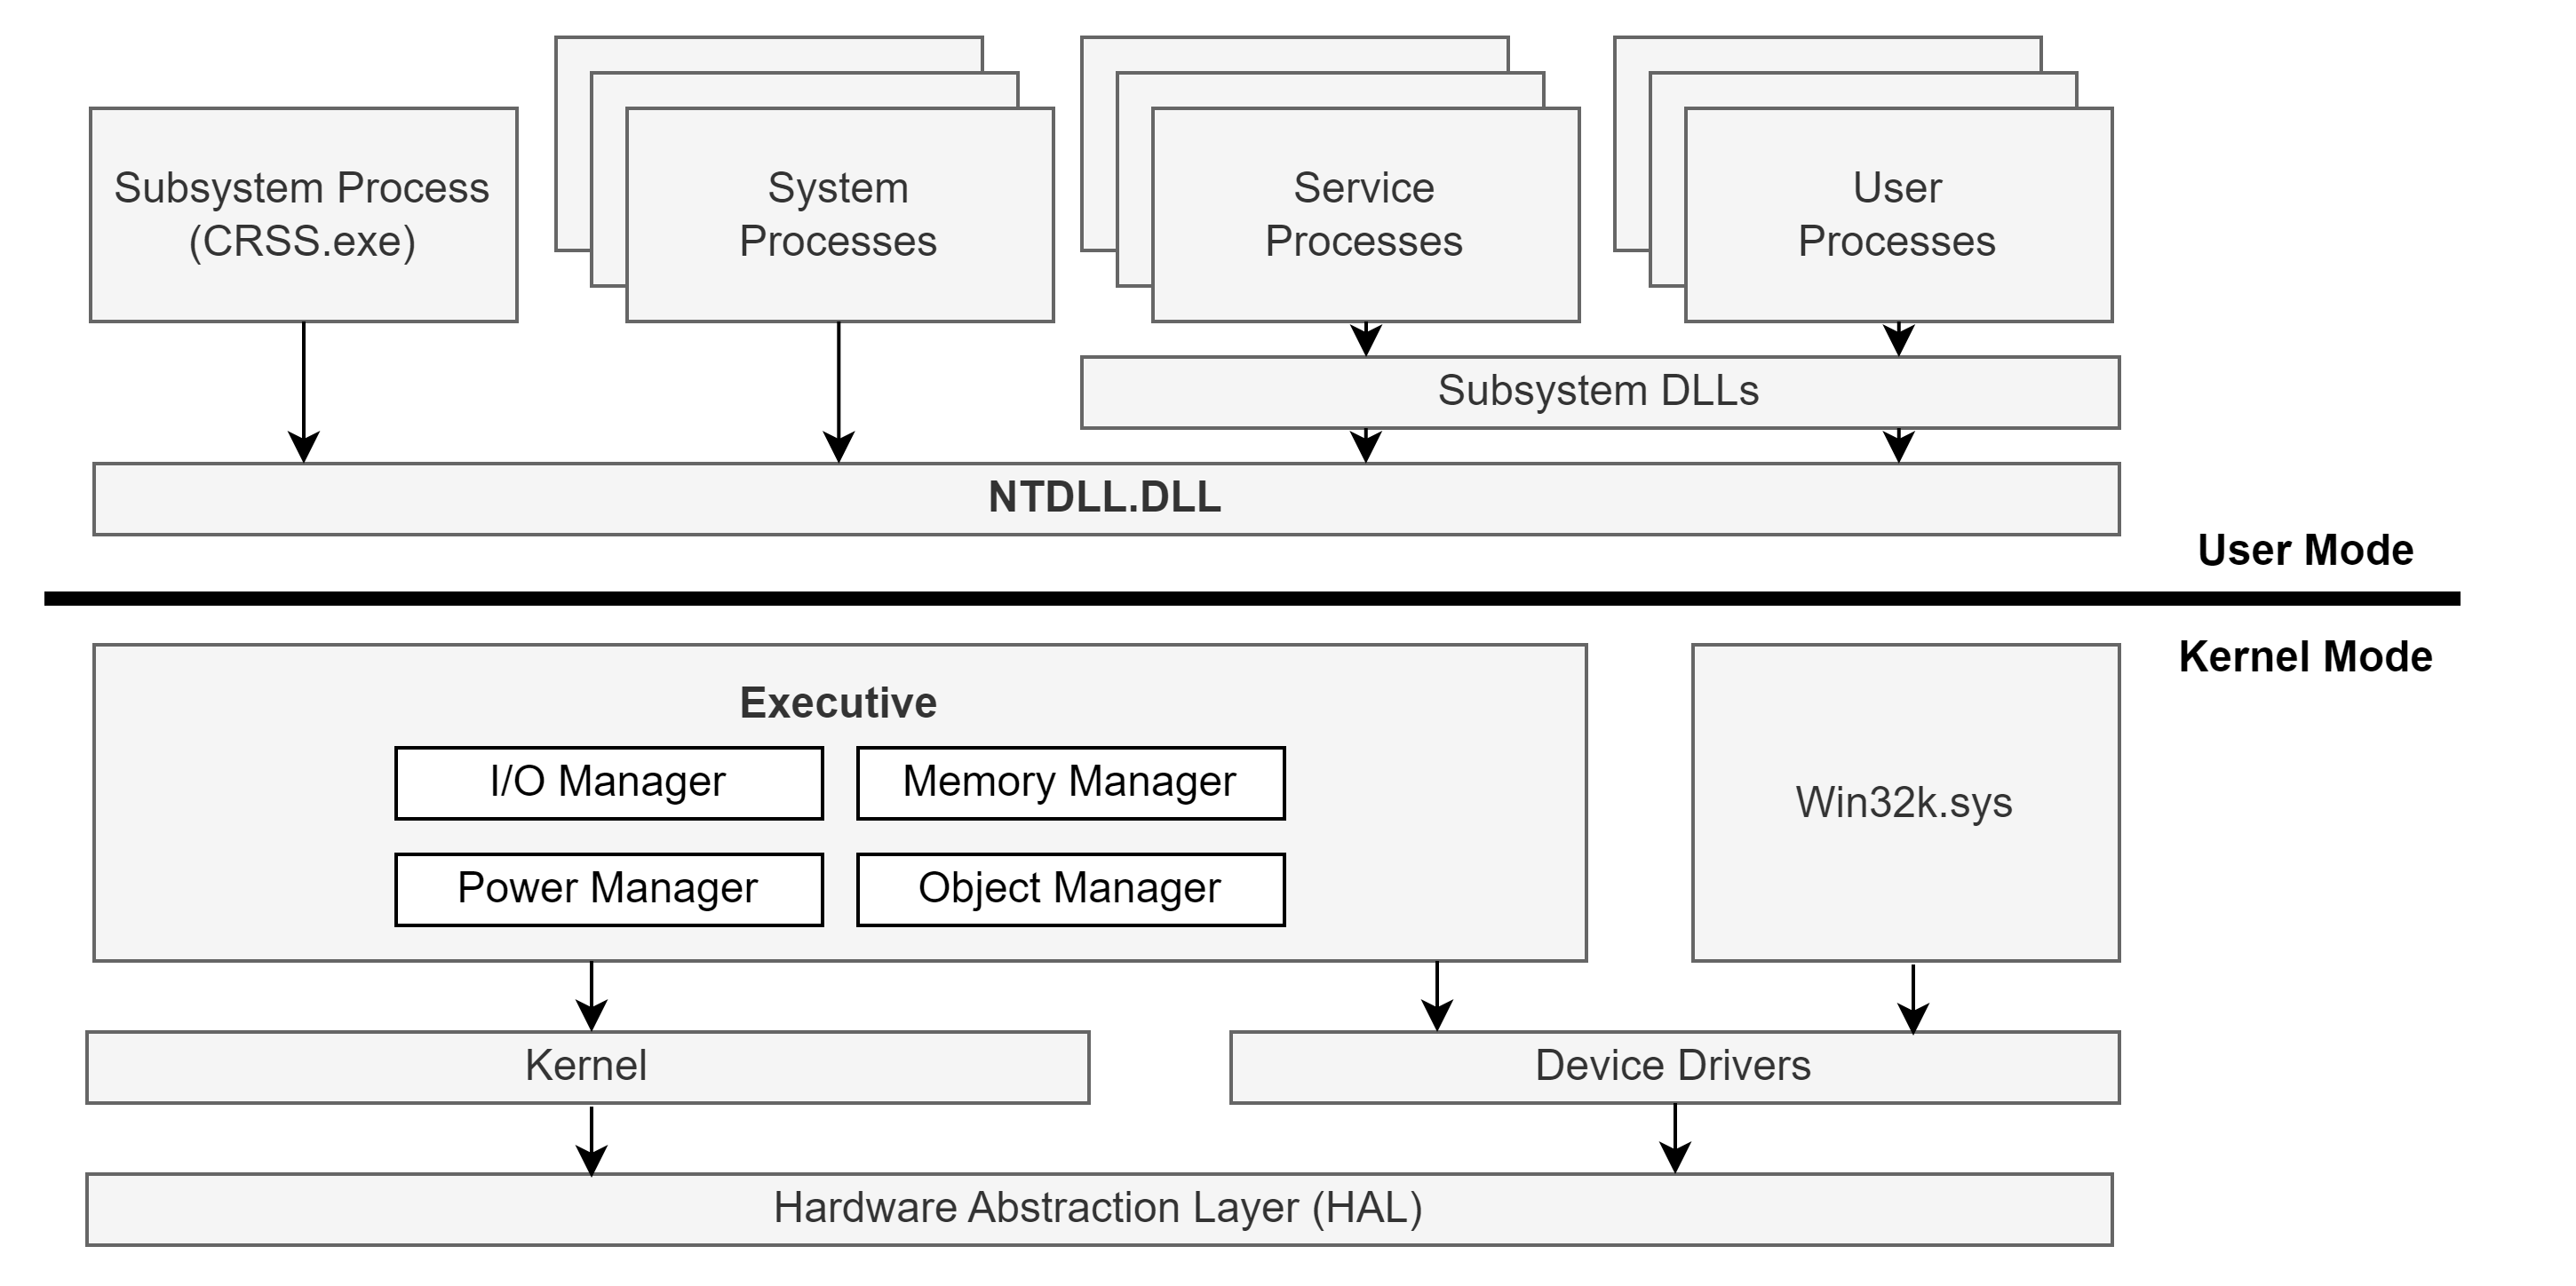 Subsystem Process
(CRSS.exe)
System
Processes
Service
Processes
User
Processes
Subsystem DLLs
NTDLL.DLL
User Mode
Kernel Mode
Executive
I/O Manager
Memory Manager
Power Manager
Object Manager
Win32k.sys
Kernel
Device Drivers
Hardware Abstraction Layer (HAL)